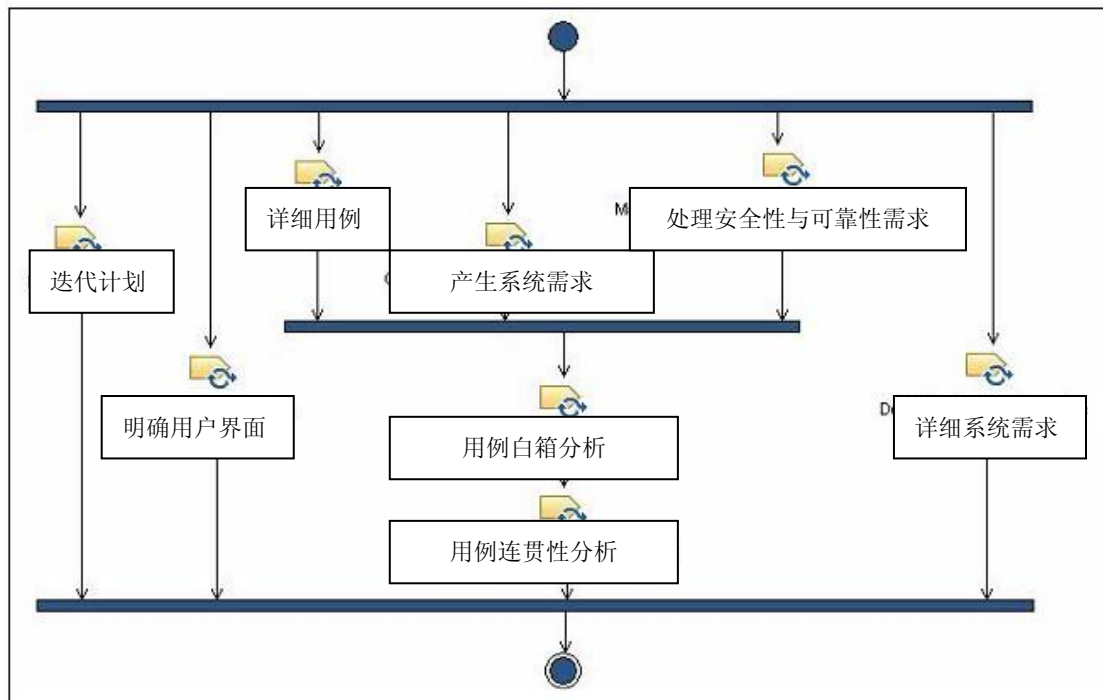 详细用例
处理安全性与可靠性需求
迭代计划
产生系统需求
明确用户界面
用例白箱分析
详细系统需求
用例连贯性分析